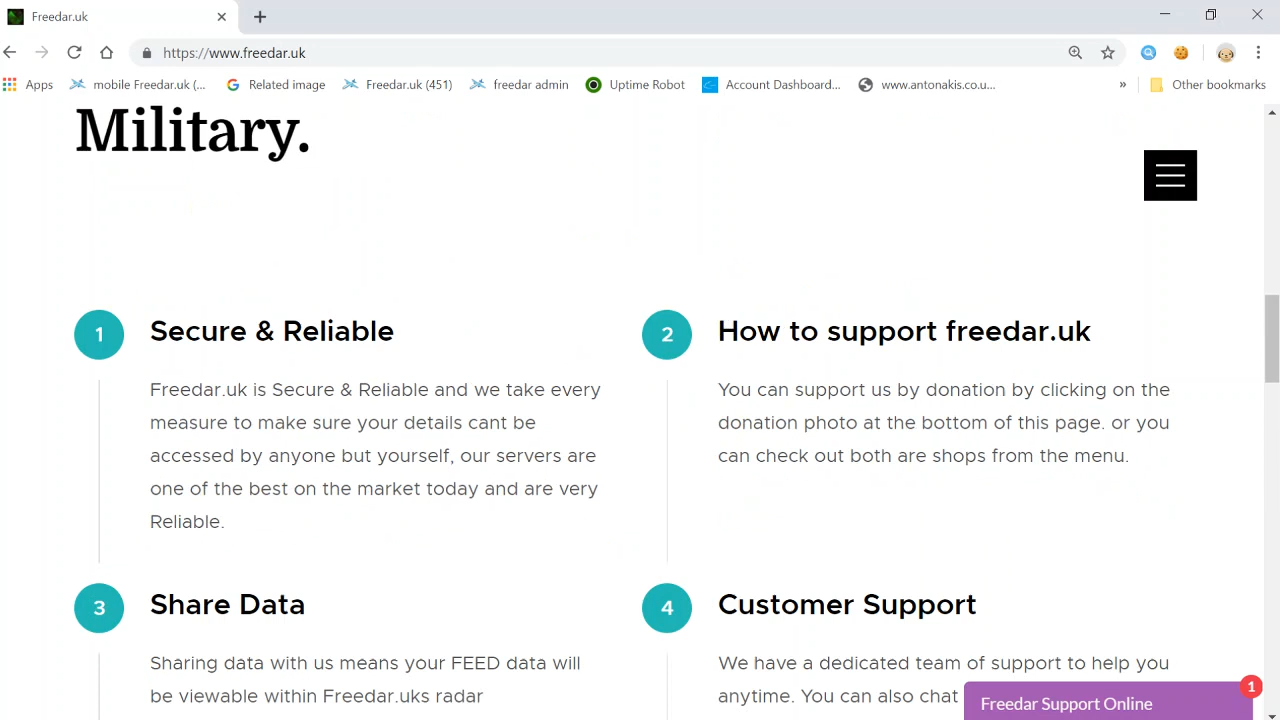 Freedar.uk
https://www.freedar.uk
Apps
mobile Freedar.uk (...
Related image
Freedar.uk (451)
freedar admin
Uptime Robot
Account Dashboard...
www.antonakis.co.u...
»
Other bookmarks
Military.
1
Secure & Reliable
Freedar.uk is Secure & Reliable and we take every
measure to make sure your details cant be
accessed by anyone but yourself, our servers are
one of the best on the market today and are very
Reliable.
2
How to support freedar.uk
You can support us by donation by clicking on the
donation photo at the bottom of this page. or you
can check out both are shops from the menu.
3
Share Data
Sharing data with us means your FEED data will
be viewable within Freedar.uks radar
4
Customer Support
We have a dedicated team of support to help you
anytime. You can also chat
Freedar Support Online
1